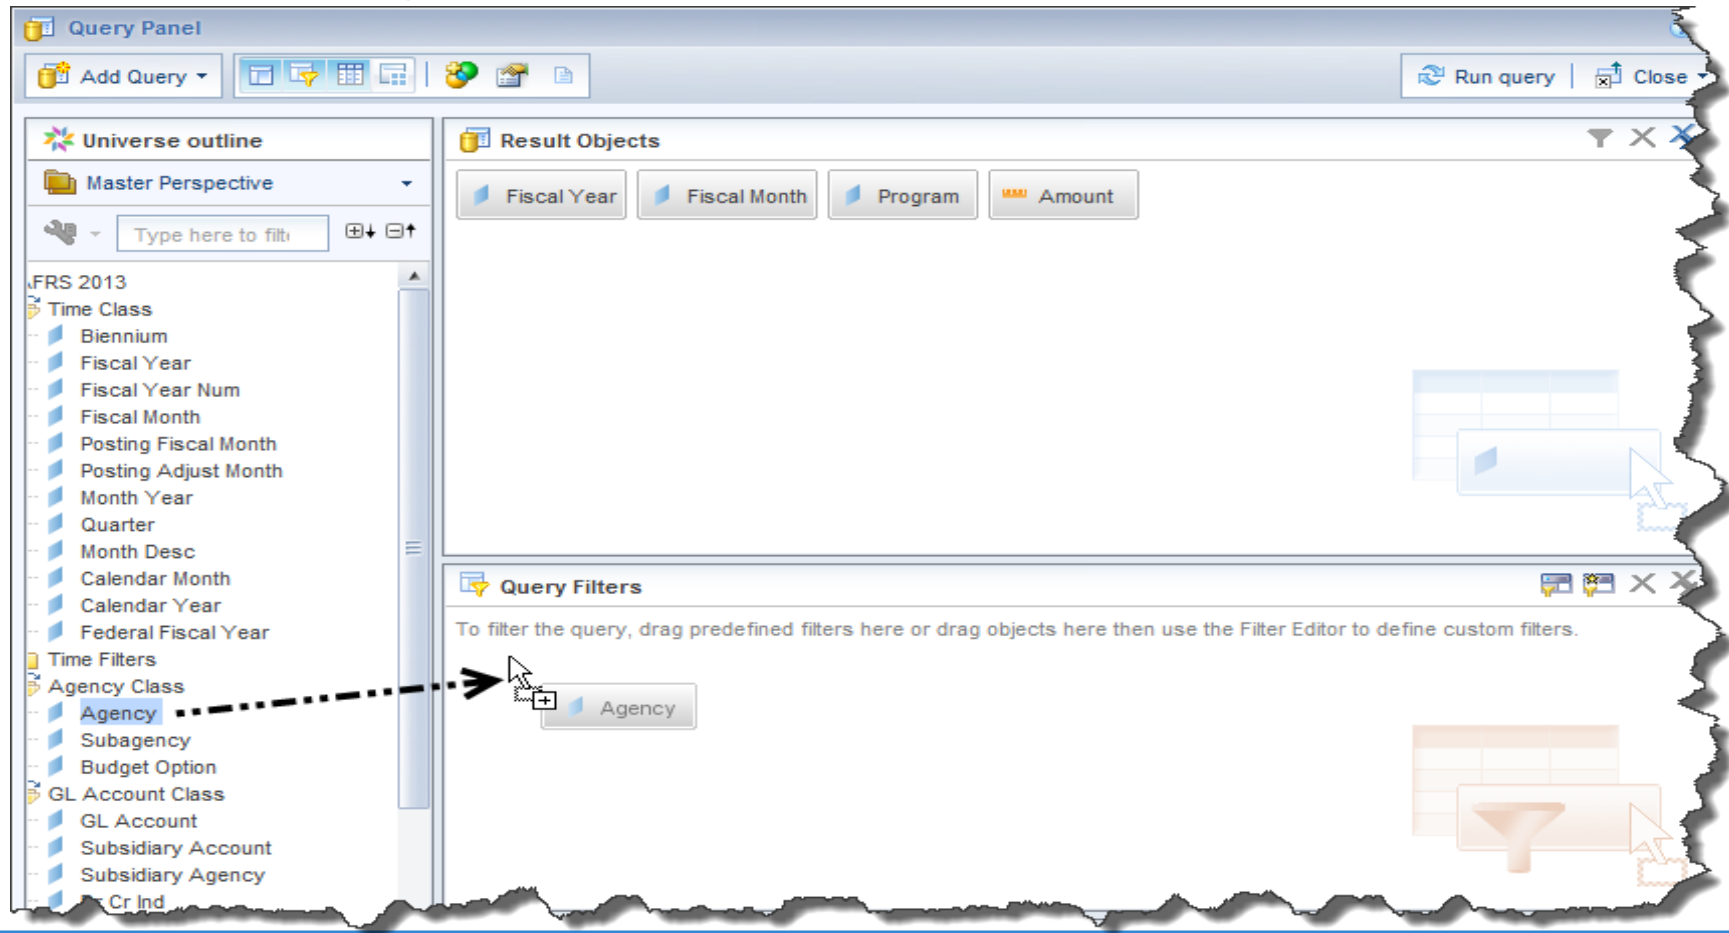 Query Panel
Add Query
Run query
Close
Universe outline
Master Perspective
Type here to filt
FRS 2013
Time Class
Biennium
Fiscal Year
Fiscal Year Num
Fiscal Month
Posting Fiscal Month
Posting Adjust Month
Month Year
Quarter
Month Desc
Calendar Month
Calendar Year
Federal Fiscal Year
Time Filters
Agency Class
Agency
Subagency
Budget Option
GL Account Class
GL Account
Subsidiary Account
Subsidiary Agency
Cr Ind
Result Objects
Fiscal Year
Fiscal Month
Program
Amount
Query Filters
To filter the query, drag predefined filters here or drag objects here then use the Filter Editor to define custom filters.
Agency